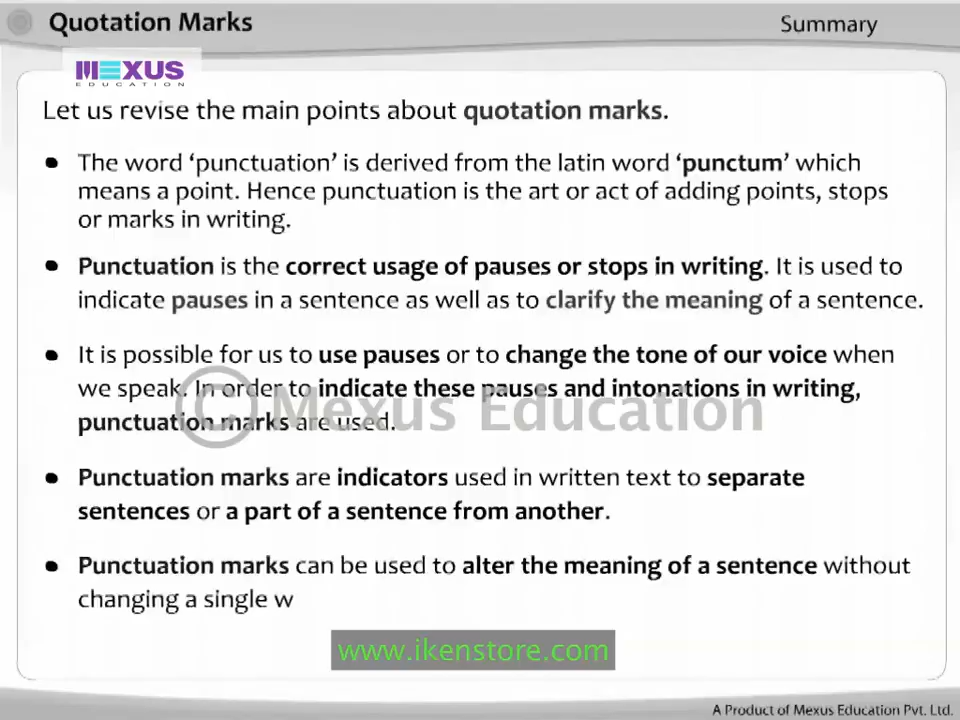 Quotation Marks
Summary
MEXUS
EDUCATION
Let us revise the main points about quotation marks.
• The word ‘punctuation’ is derived from the latin word ‘punctum’ which
means a point. Hence punctuation is the art or act of adding points, stops
or marks in writing.
• Punctuation is the correct usage of pauses or stops in writing. It is used to
indicate pauses in a sentence as well as to clarify the meaning of a sentence.
• It is possible for us to use pauses or to change the tone of our voice when
we speak. In order to indicate these pauses and intonations in writing,
punctuation marks are used.
© Mexus Education
• Punctuation marks are indicators used in written text to separate
sentences or a part of a sentence from another.
• Punctuation marks can be used to alter the meaning of a sentence without
changing a single w
www.ikenstore.com
A Product of Mexus Education Pvt. Ltd.